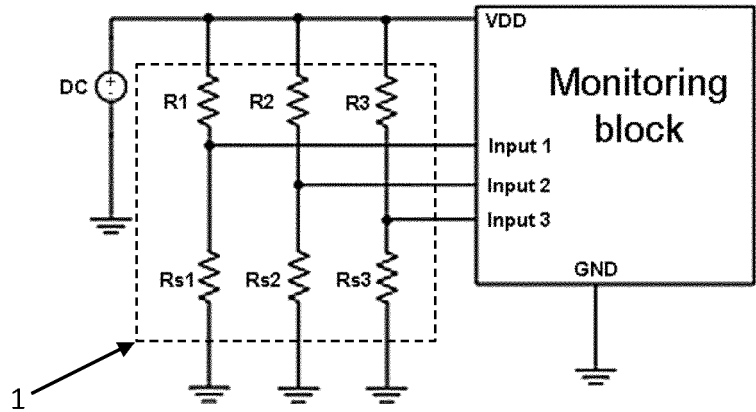 VDD
Monitoring
block
DC
+
-
R1
R2
R3
Input 1
Input 2
Input 3
Rs1
Rs2
Rs3
GND
1